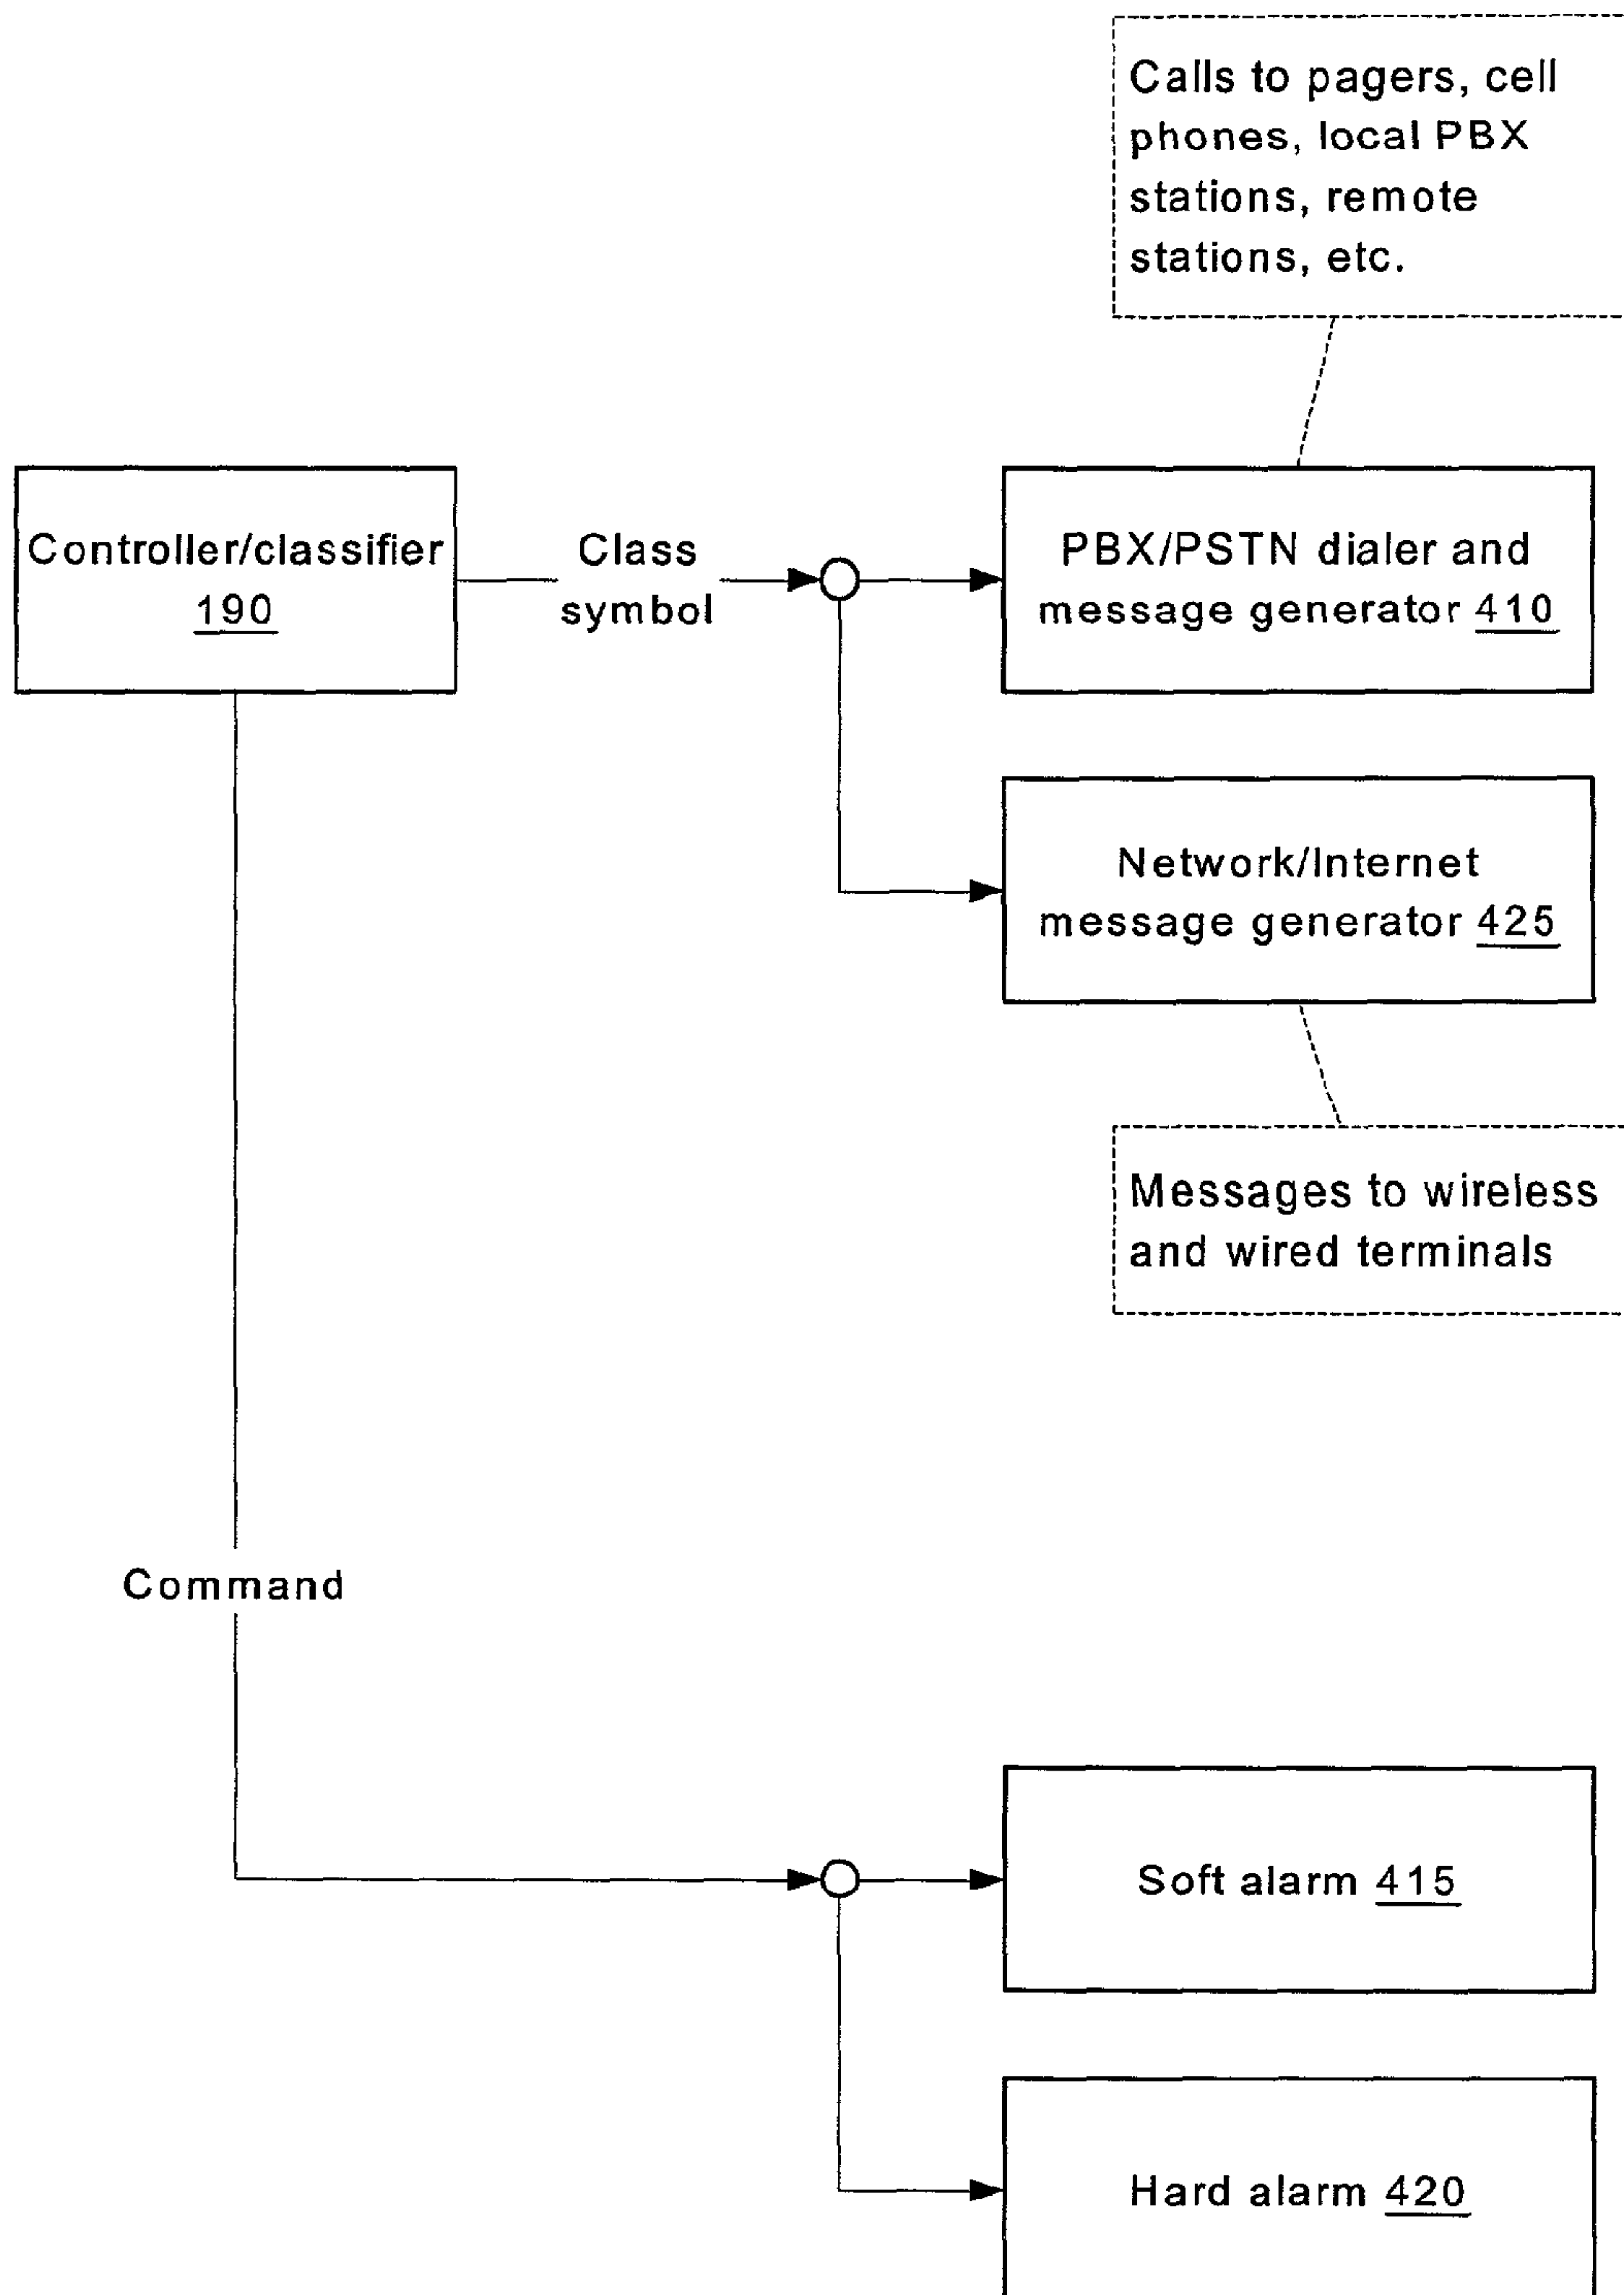 Calls to pagers, cell
phones, local PBX
stations, remote
stations, etc.
Controller/classifier
190
Class
symbol
PBX/PSTN dialer and
message generator 410
Network/Internet
message generator 425
Messages to wireless
and wired terminals
Command
Soft alarm 415
Hard alarm 420